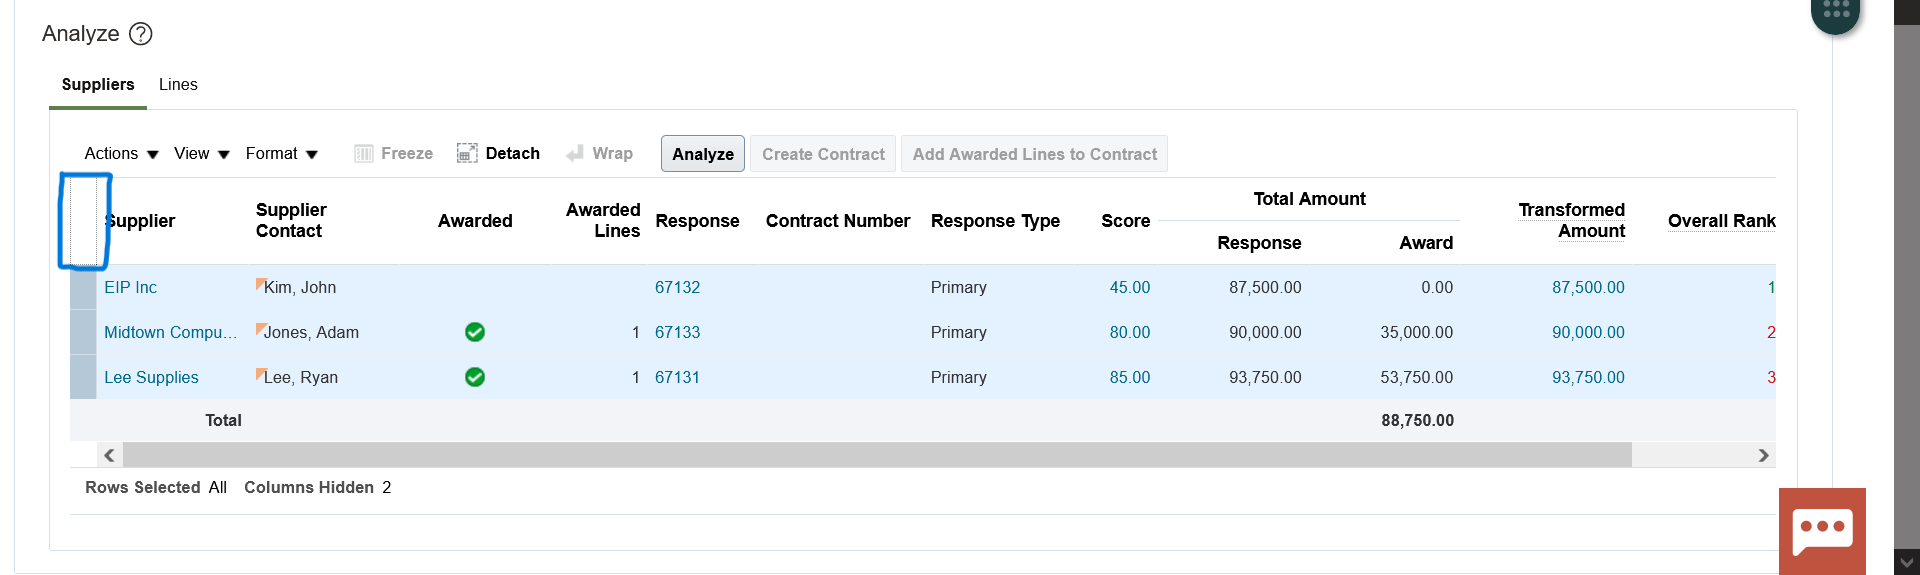 Analyze ?
Suppliers Lines
Actions View Format Freeze Detach Wrap Analyze Create Contract Add Awarded Lines to Contract
Supplier Supplier Contact Awarded Awarded Lines Response Contract Number Response Type Score Total Amount Response Award Transformed Amount Overall Rank
EIP Inc Kim, John 67132 Primary 45.00 87,500.00 0.00 87,500.00 1
Midtown Compu... Jones, Adam 1 67133 Primary 80.00 90,000.00 35,000.00 90,000.00 2
Lee Supplies Lee, Ryan 1 67131 Primary 85.00 93,750.00 53,750.00 93,750.00 3
Total 88,750.00
Rows Selected All Columns Hidden 2